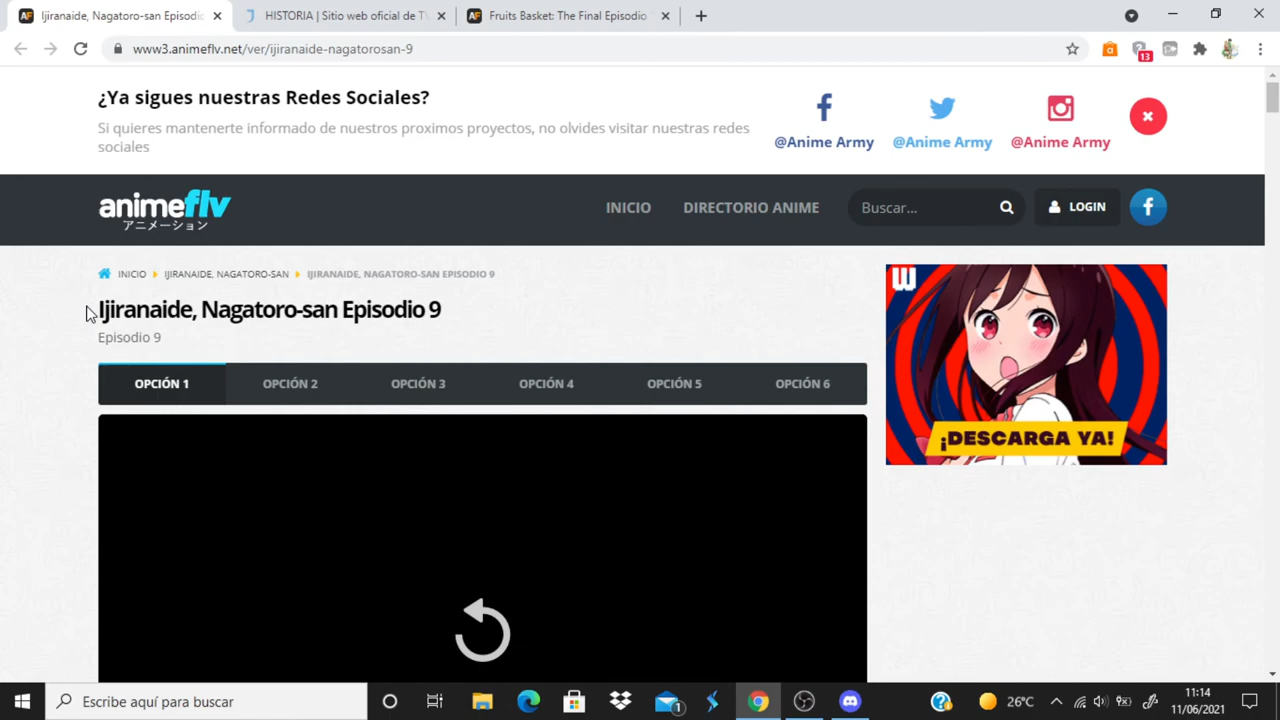 Ijiranaide, Nagatoro-san Episodio
HISTORIA | Sitio web oficial de TV
Fruits Basket: The Final Episodio
www3.animeflv.net/ver/ijiranaide-nagatorosan-9
13
¿Ya sigues nuestras Redes Sociales?
Si quieres mantenerte informado de nuestros proximos proyectos, no olvides visitar nuestras redes
sociales
@Anime Army @Anime Army @Anime Army
animeflv
アニメーション
INICIO DIRECTORIO ANIME Buscar... LOGIN
INICIO IJIRANAIDE, NAGATORO-SAN IJIRANAIDE, NAGATORO-SAN EPISODIO 9
Ijiranaide, Nagatoro-san Episodio 9
Episodio 9
OPCIÓN 1 OPCIÓN 2 OPCIÓN 3 OPCIÓN 4 OPCIÓN 5 OPCIÓN 6
W
¡DESCARGA YA!
Escribe aquí para buscar
1
26°C
11:14
11/06/2021